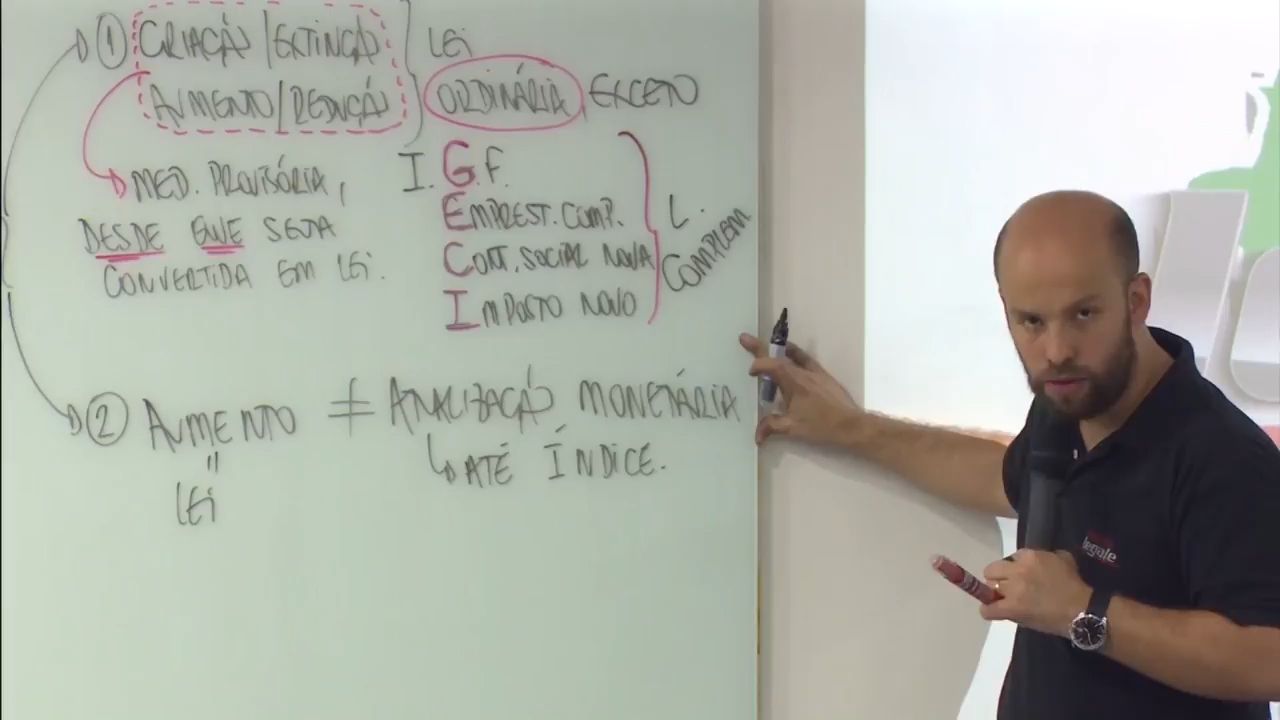 ① CRIAÇÃO/EXTINÇÃO
AUMENTO/REDUÇÃO
LEI
ORDINÁRIA EXCETO
MED. PROVISÓRIA,
DESDE QUE SEJA
CONVERTIDA EM LEI.
I. G. F.
EMPREST. COMP.
CONT. SOCIAL NOVA
IMPOSTO NOVO
L.
COMPLEM
② AUMENTO ≠ ATUALIZAÇÃO MONETÁRIA
"
LEI
ATÉ ÍNDICE.
legale